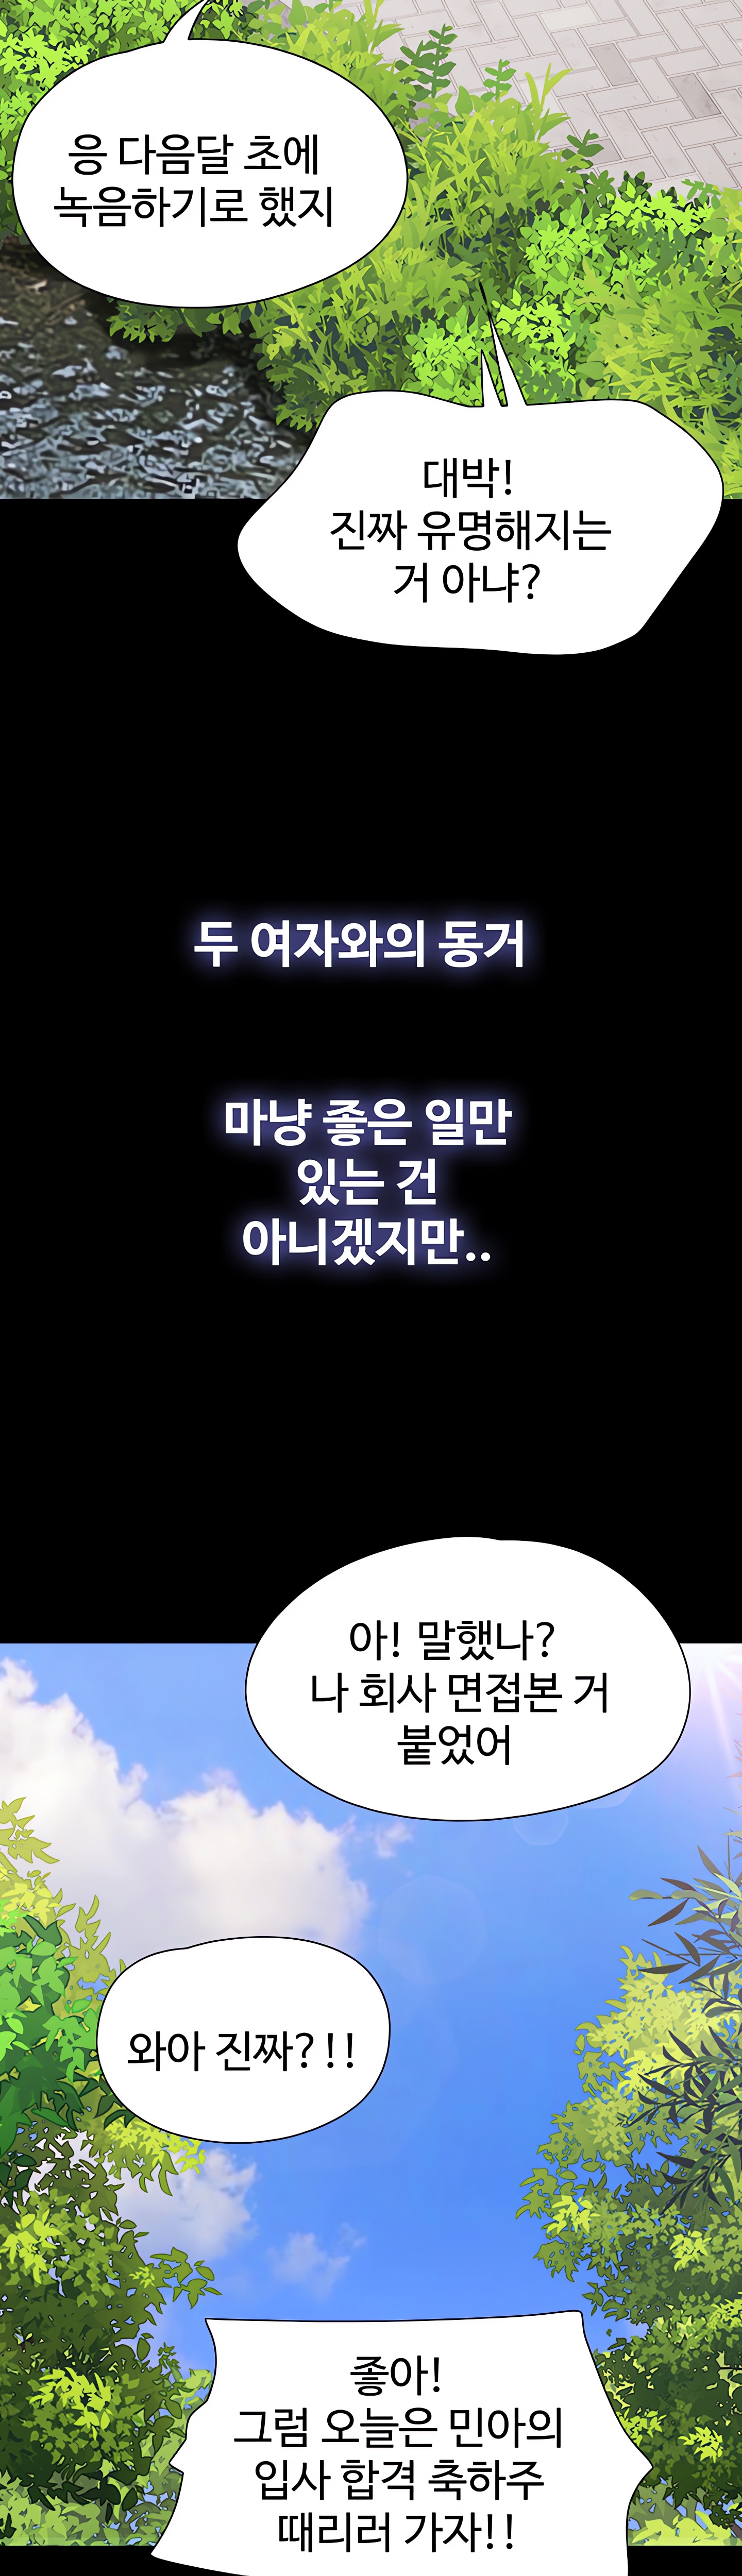 응 다음달 초에
녹음하기로 했지
대박!
진짜 유명해지는
거 아냐?
두 여자와의 동거
마냥 좋은 일만
있는 건
아니겠지만..
아! 말했나?
나 회사 면접본 거
붙었어
와아 진짜?!!
좋아!
그럼 오늘은 민아의
입사 합격 축하주
때리러 가자!!